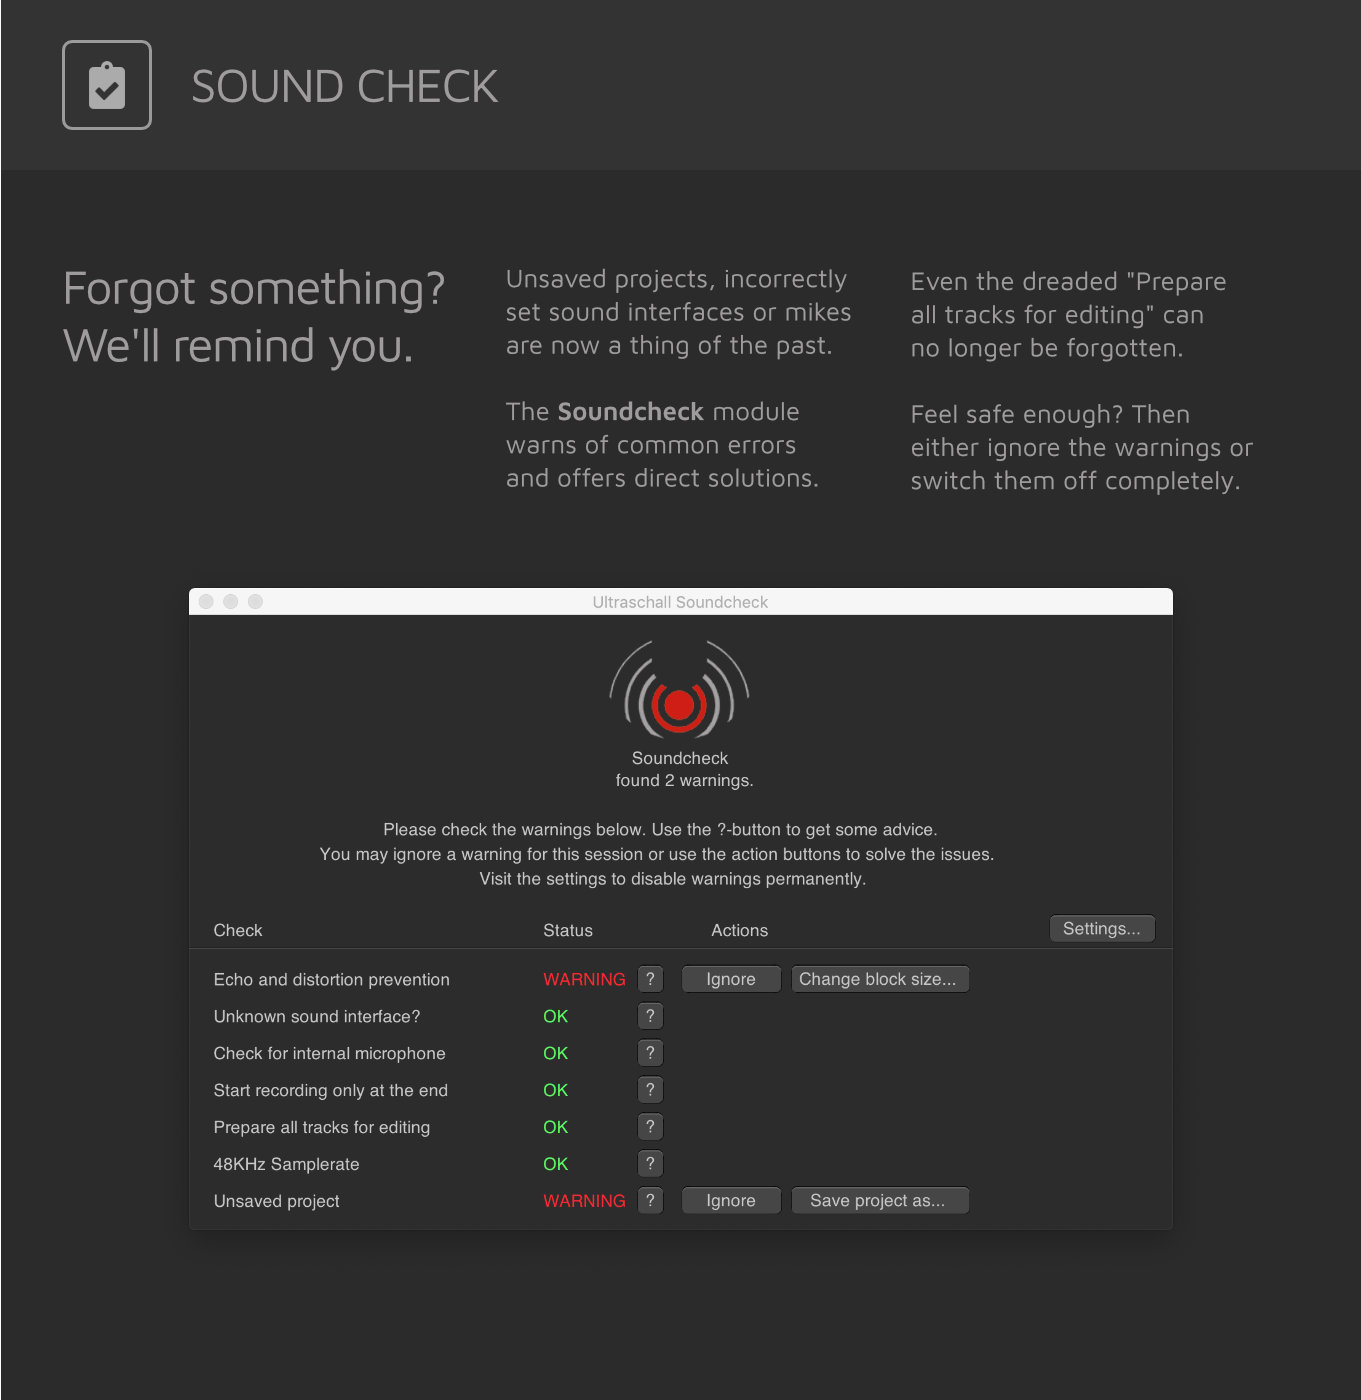 SOUND CHECK
Forgot something?
We'll remind you.
Unsaved projects, incorrectly
set sound interfaces or mikes
are now a thing of the past.
The Soundcheck module
warns of common errors
and offers direct solutions.
Even the dreaded "Prepare
all tracks for editing" can
no longer be forgotten.
Feel safe enough? Then
either ignore the warnings or
switch them off completely.
Ultraschall Soundcheck
Soundcheck
found 2 warnings.
Please check the warnings below. Use the ?-button to get some advice.
You may ignore a warning for this session or use the action buttons to solve the issues.
Visit the settings to disable warnings permanently.
Check Status Actions Settings...
Echo and distortion prevention WARNING ? Ignore Change block size...
Unknown sound interface? OK ?
Check for internal microphone OK ?
Start recording only at the end OK ?
Prepare all tracks for editing OK ?
48KHz Samplerate OK ?
Unsaved project WARNING ? Ignore Save project as...